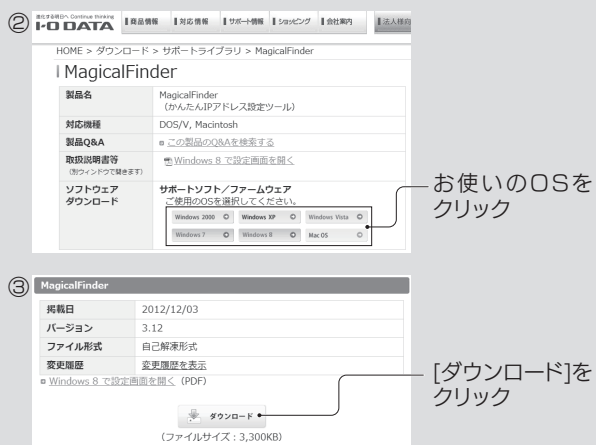 ②
進化する明日へ Continue thinking
I-O DATA
商品情報 対応情報 サポート情報 ショッピング 会社案内 法人様向
HOME > ダウンロード > サポートライブラリ > MagicalFinder
MagicalFinder
製品名 MagicalFinder
（かんたんIPアドレス設定ツール）
対応機種 DOS/V, Macintosh
製品Q&A この製品のQ&Aを検索する
取扱説明書等 Windows 8 で設定画面を開く
（別ウィンドウで開きます）
ソフトウェア サポートソフト／ファームウェア
ダウンロード ご使用のOSを選択してください。
Windows 2000 Windows XP Windows Vista
Windows 7 Windows 8 Mac OS
お使いのOSを
クリック
③
MagicalFinder
掲載日 2012/12/03
バージョン 3.12
ファイル形式 自己解凍形式
変更履歴 変更履歴を表示
Windows 8 で設定画面を開く (PDF)
ダウンロード
（ファイルサイズ：3,300KB）
[ダウンロード]を
クリック